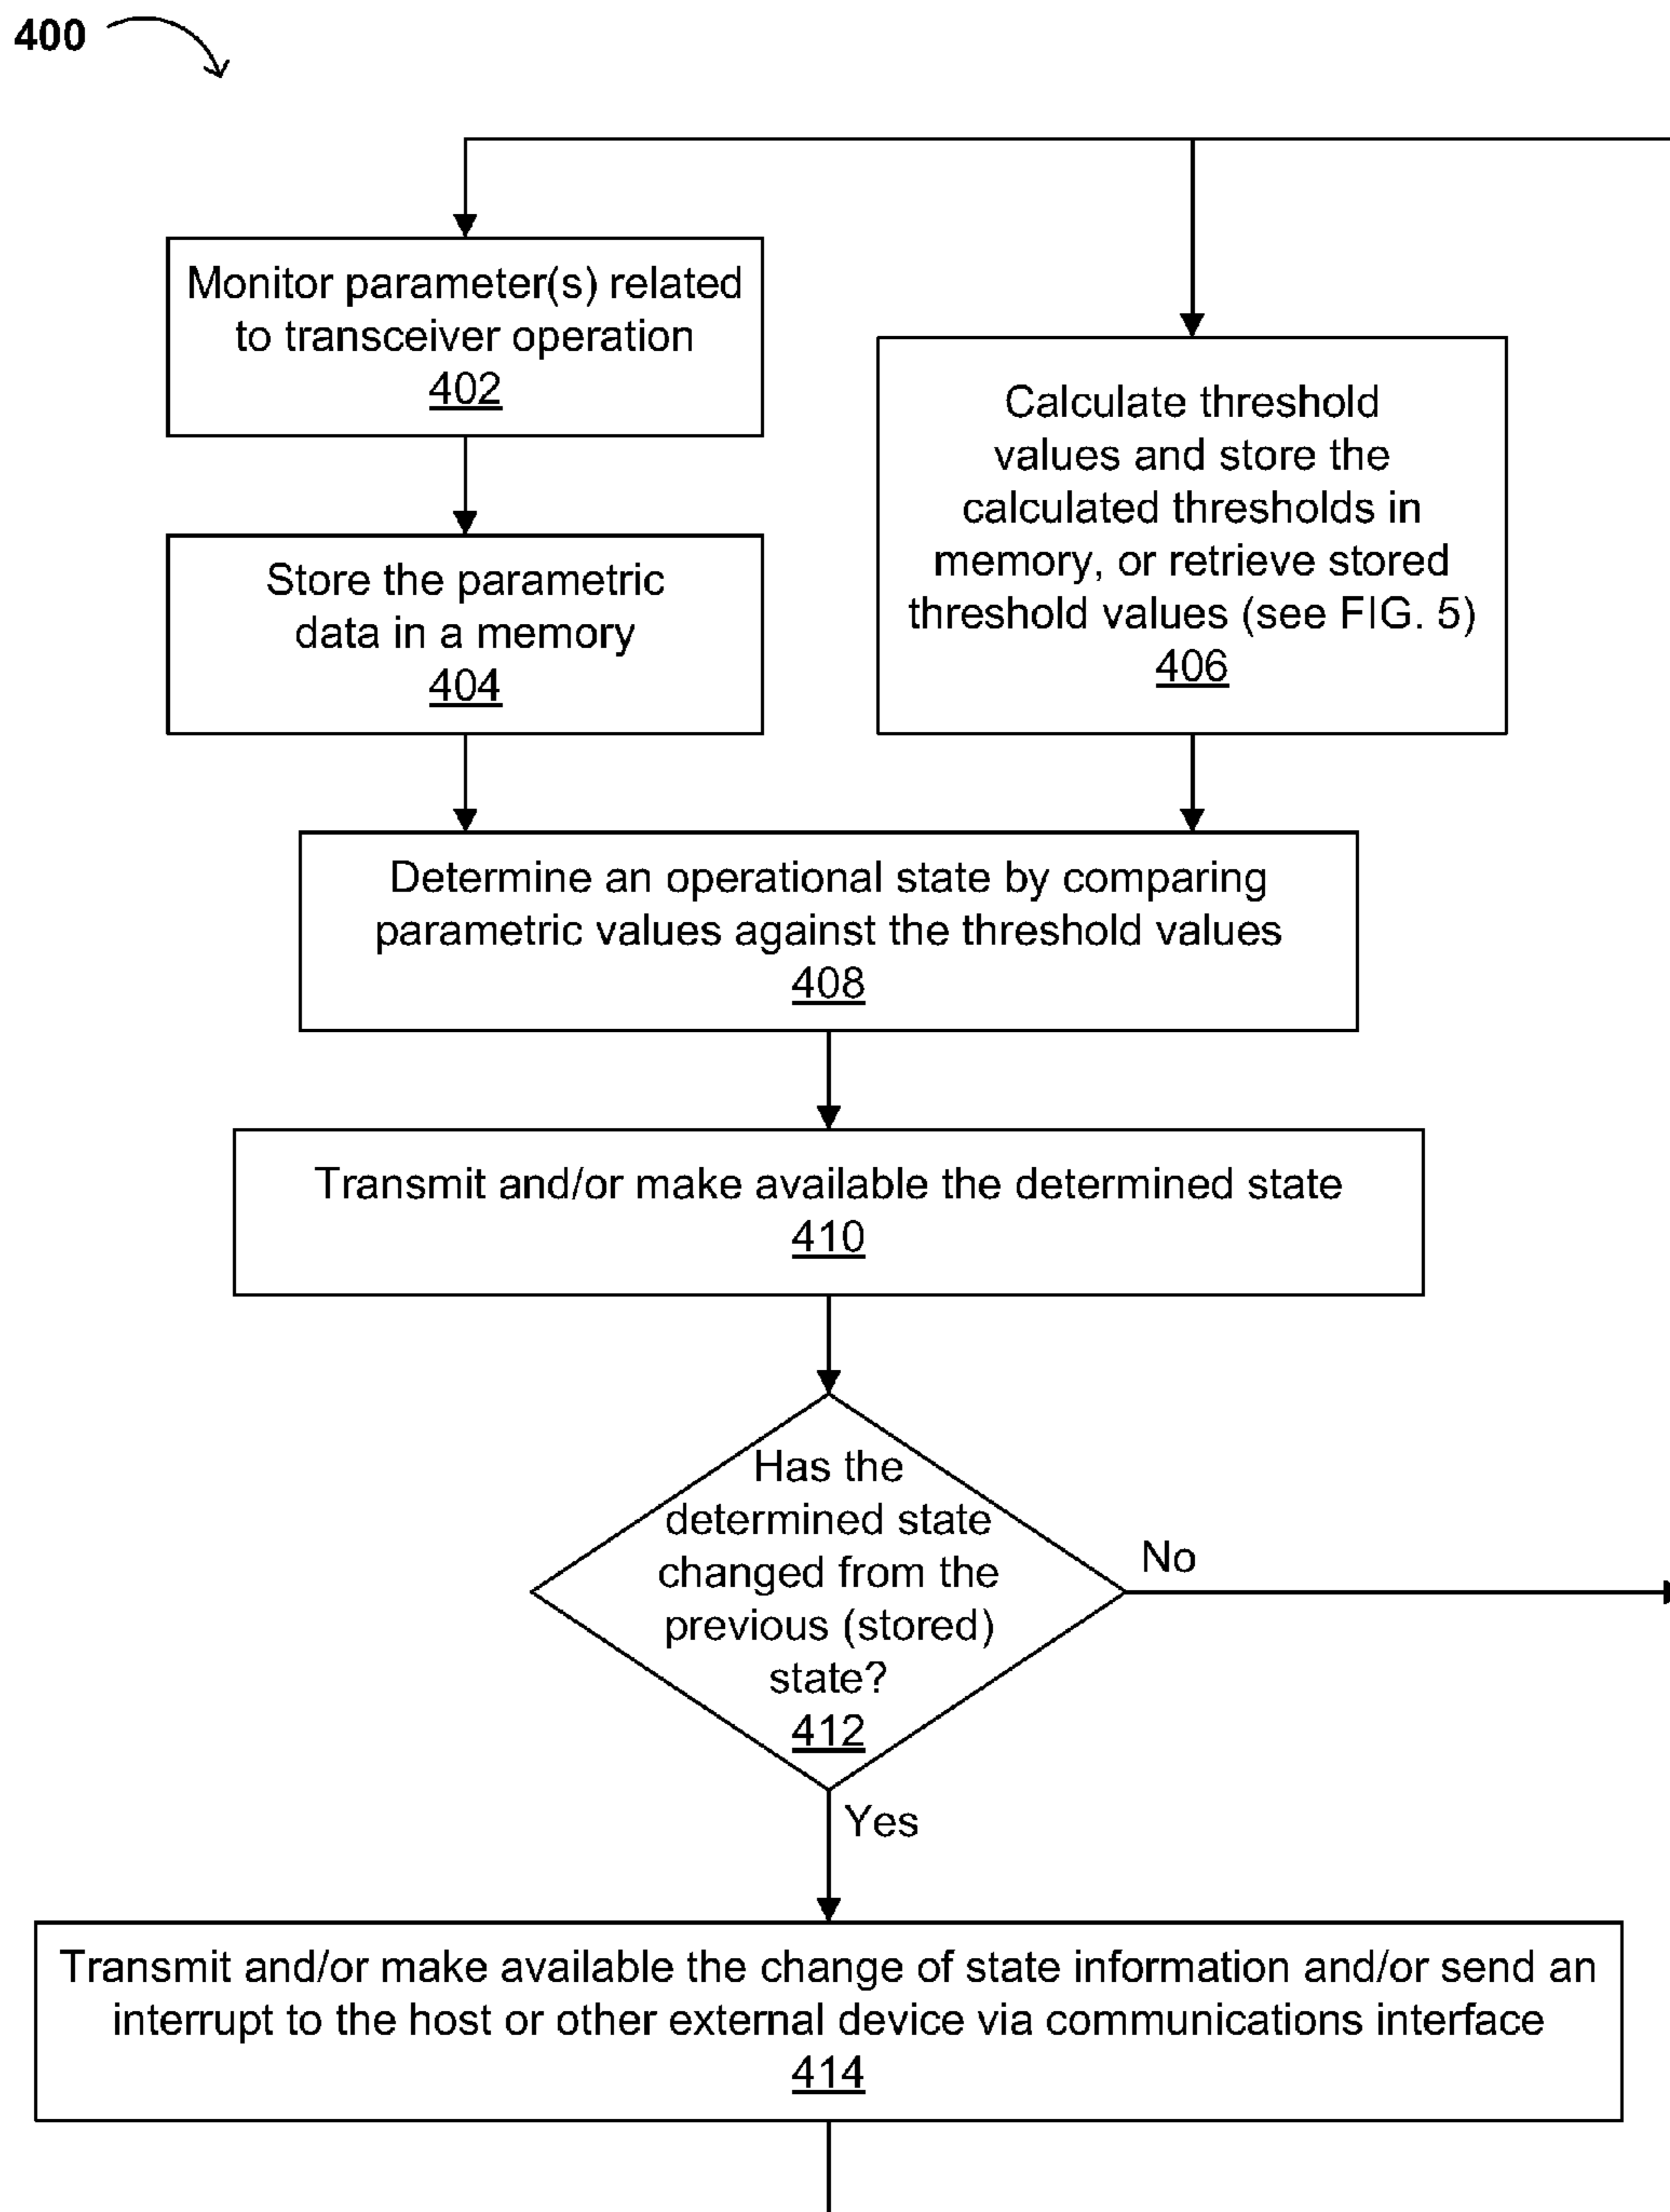 400
Monitor parameter(s) related
to transceiver operation
402
Store the parametric
data in a memory
404
Calculate threshold
values and store the
calculated thresholds in
memory, or retrieve stored
threshold values (see FIG. 5)
406
Determine an operational state by comparing
parametric values against the threshold values
408
Transmit and/or make available the determined state
410
Has the
determined state
changed from the
previous (stored)
state?
412
No
Yes
Transmit and/or make available the change of state information and/or send an
interrupt to the host or other external device via communications interface
414